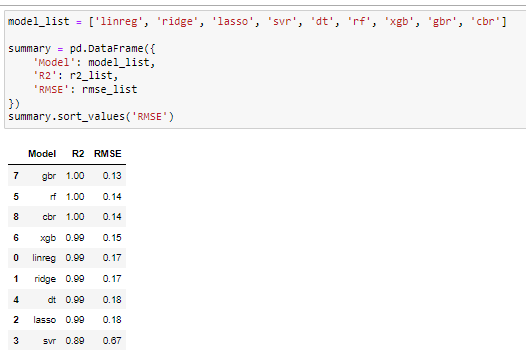 model_list = ['linreg', 'ridge', 'lasso', 'svr', 'dt', 'rf', 'xgb', 'gbr', 'cbr']
summary = pd.DataFrame({
    'Model': model_list,
    'R2': r2_list,
    'RMSE': rmse_list
})
summary.sort_values('RMSE')
Model R2 RMSE
7 gbr 1.00 0.13
5 rf 1.00 0.14
8 cbr 1.00 0.14
6 xgb 0.99 0.15
0 linreg 0.99 0.17
1 ridge 0.99 0.17
4 dt 0.99 0.18
2 lasso 0.99 0.18
3 svr 0.89 0.67